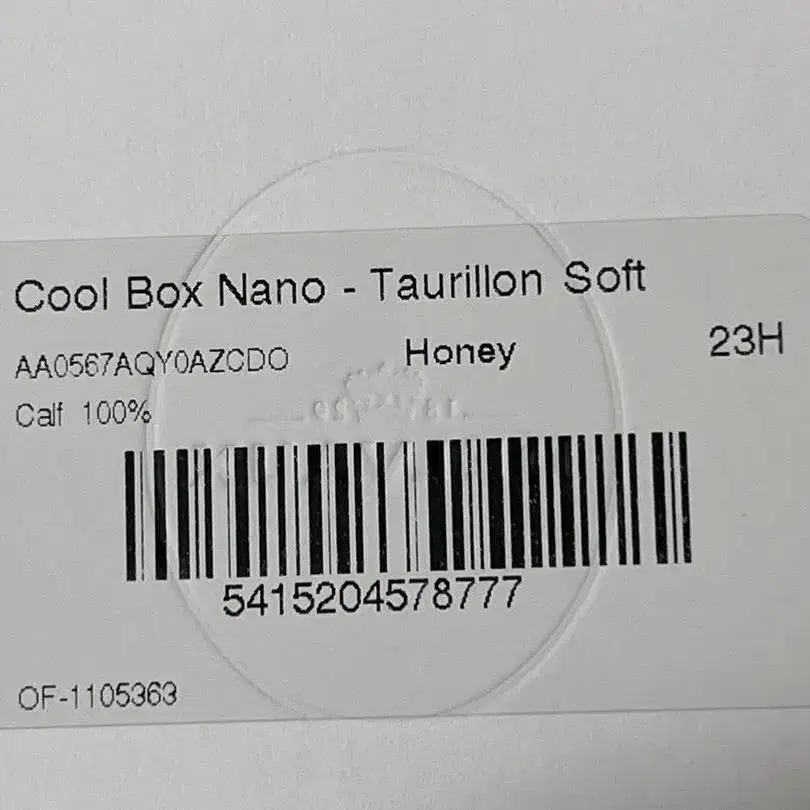 Cool Box Nano - Taurillon Soft
AA0567AQY0AZCDO Honey 23H
Calf 100%
5415204578777
OF-1105363